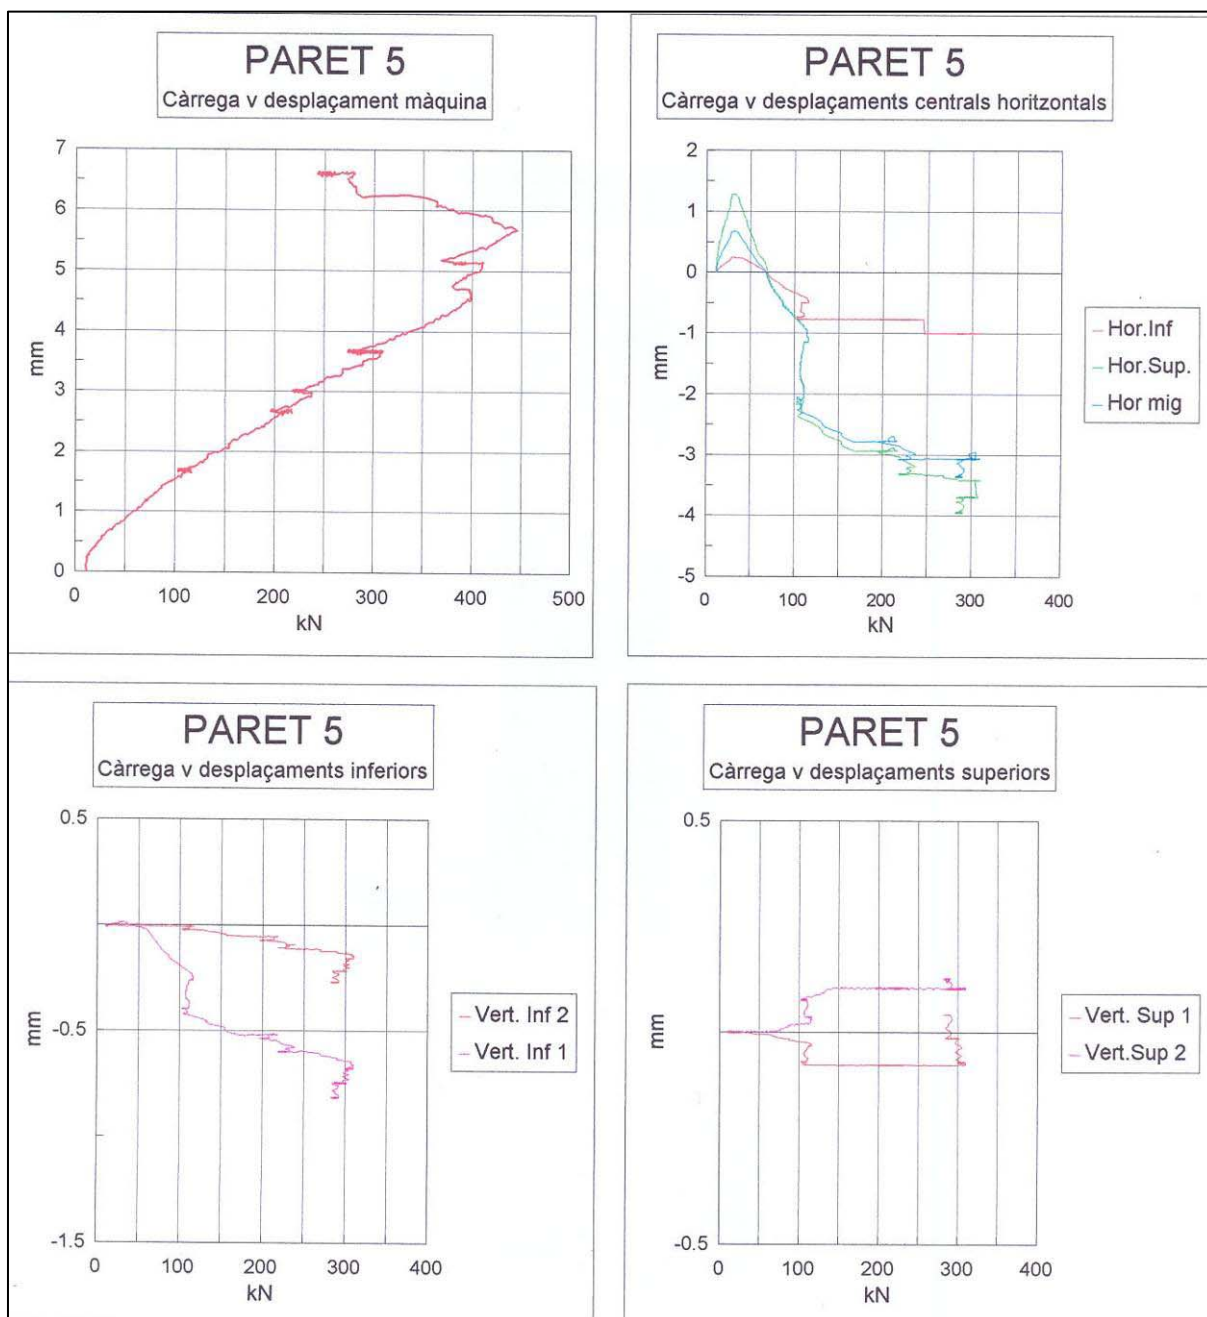 PARET 5
Càrrega v desplaçament màquina
7
6
5
4
3
2
1
0
mm
0 100 200 300 400 500
kN
PARET 5
Càrrega v desplaçaments centrals horitzontals
2
1
0
-1
-2
-3
-4
-5
mm
0 100 200 300 400
kN
Hor.Inf
Hor.Sup.
Hor mig
PARET 5
Càrrega v desplaçaments inferiors
0.5
-0.5
-1.5
mm
0 100 200 300 400
kN
Vert. Inf 2
Vert. Inf 1
PARET 5
Càrrega v desplaçaments superiors
0.5
-0.5
mm
0 100 200 300 400
kN
Vert. Sup 1
Vert.Sup 2